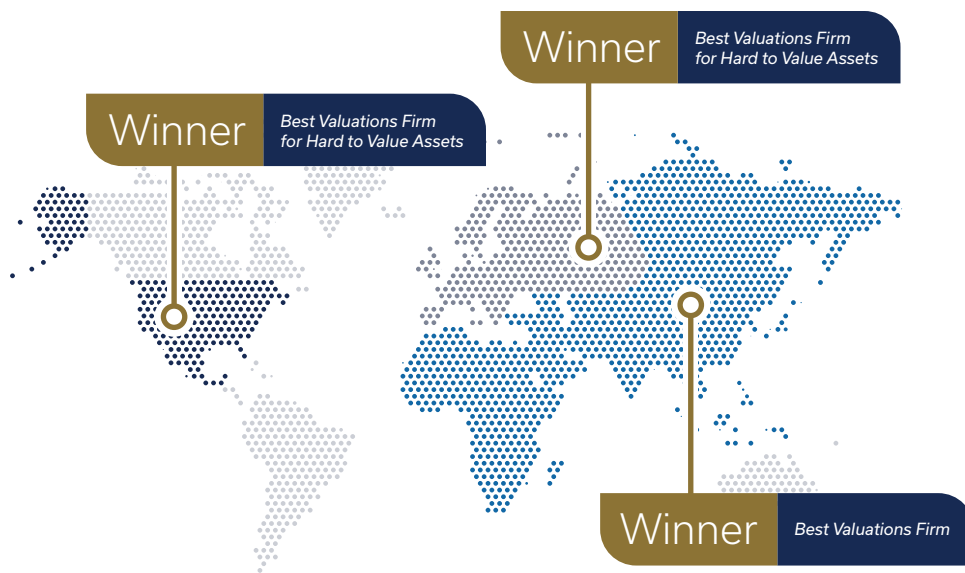 Winner
Best Valuations Firm
for Hard to Value Assets
Winner
Best Valuations Firm
for Hard to Value Assets
Winner
Best Valuations Firm